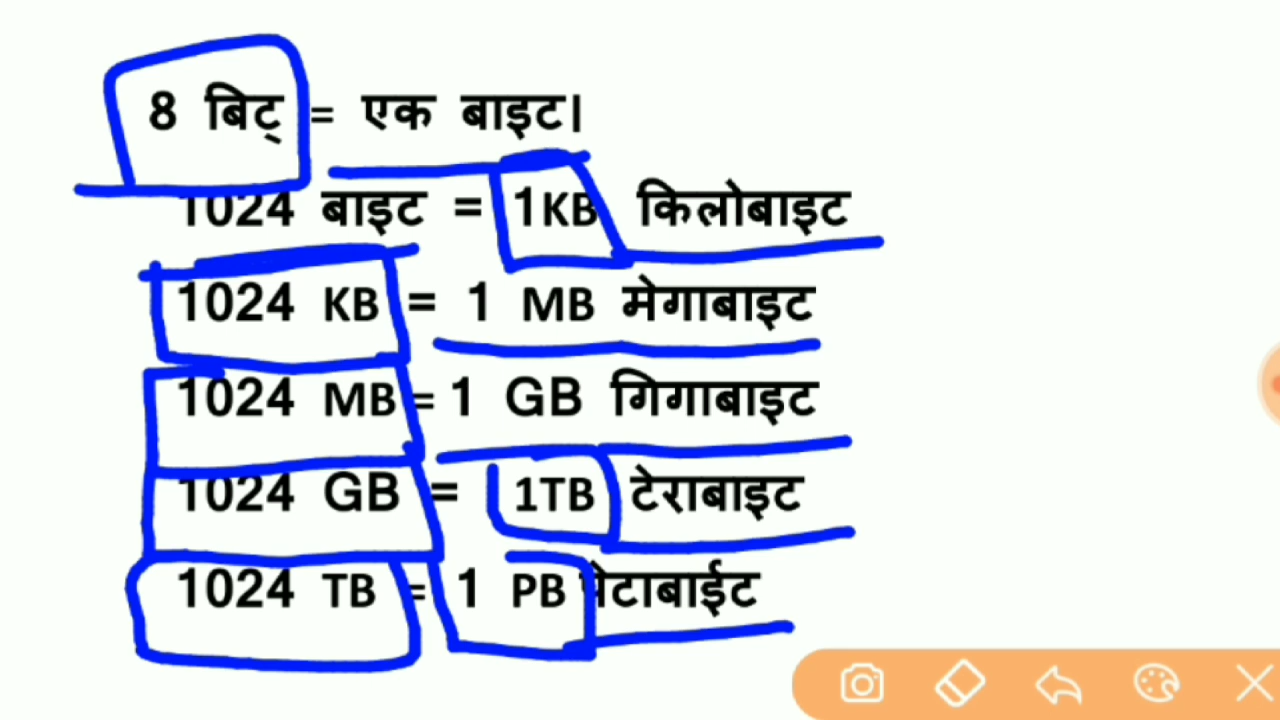 8 बिट् = एक बाइट।
1024 बाइट = 1KB किलोबाइट
1024 KB = 1 MB मेगाबाइट
1024 MB = 1 GB गिगाबाइट
1024 GB = 1TB टेराबाइट
1024 TB = 1 PB पेटाबाईट